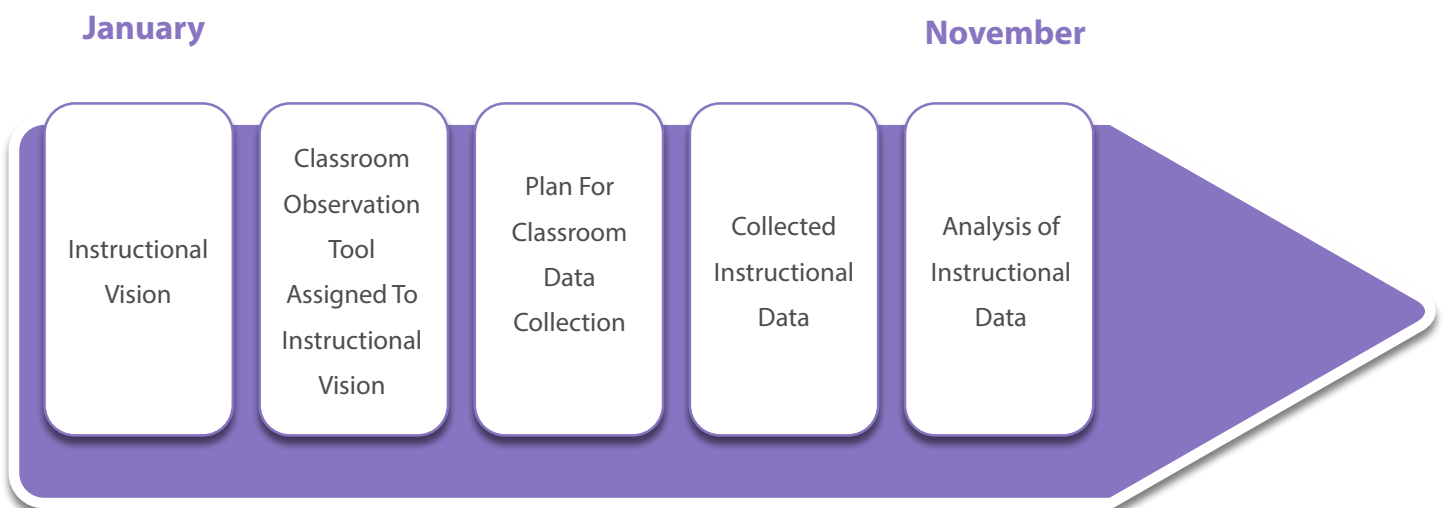 January
November
Instructional
Vision
Classroom
Observation
Tool
Assigned To
Instructional
Vision
Plan For
Classroom
Data
Collection
Collected
Instructional
Data
Analysis of
Instructional
Data